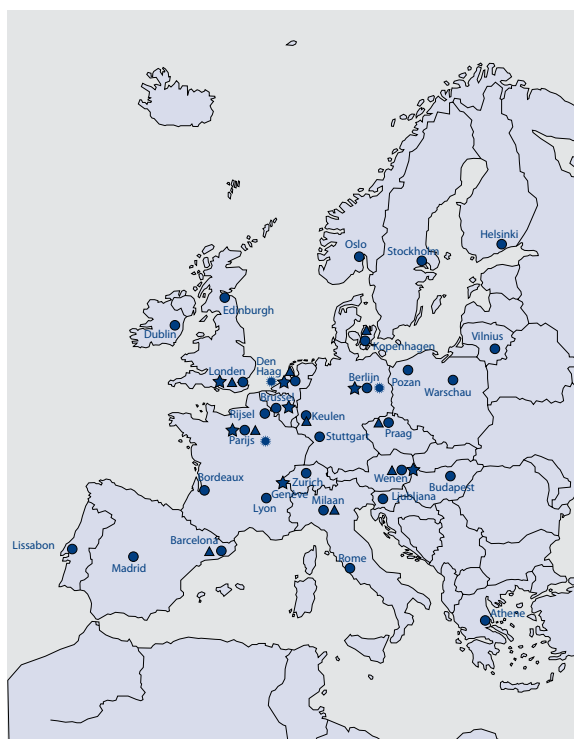 Helsinki
Oslo
Stockholm
Edinburgh
Dublin
Kopenhagen
Vilnius
Londen
Den
Haag
Berlijn
Pozan
Warschau
Brussel
Rijsel
Keulen
Parijs
Stuttgart
Praag
Bordeaux
Zurich
Genève
Lyon
Milaan
Wenen
Ljubljana
Budapest
Lissabon
Madrid
Barcelona
Rome
Athene